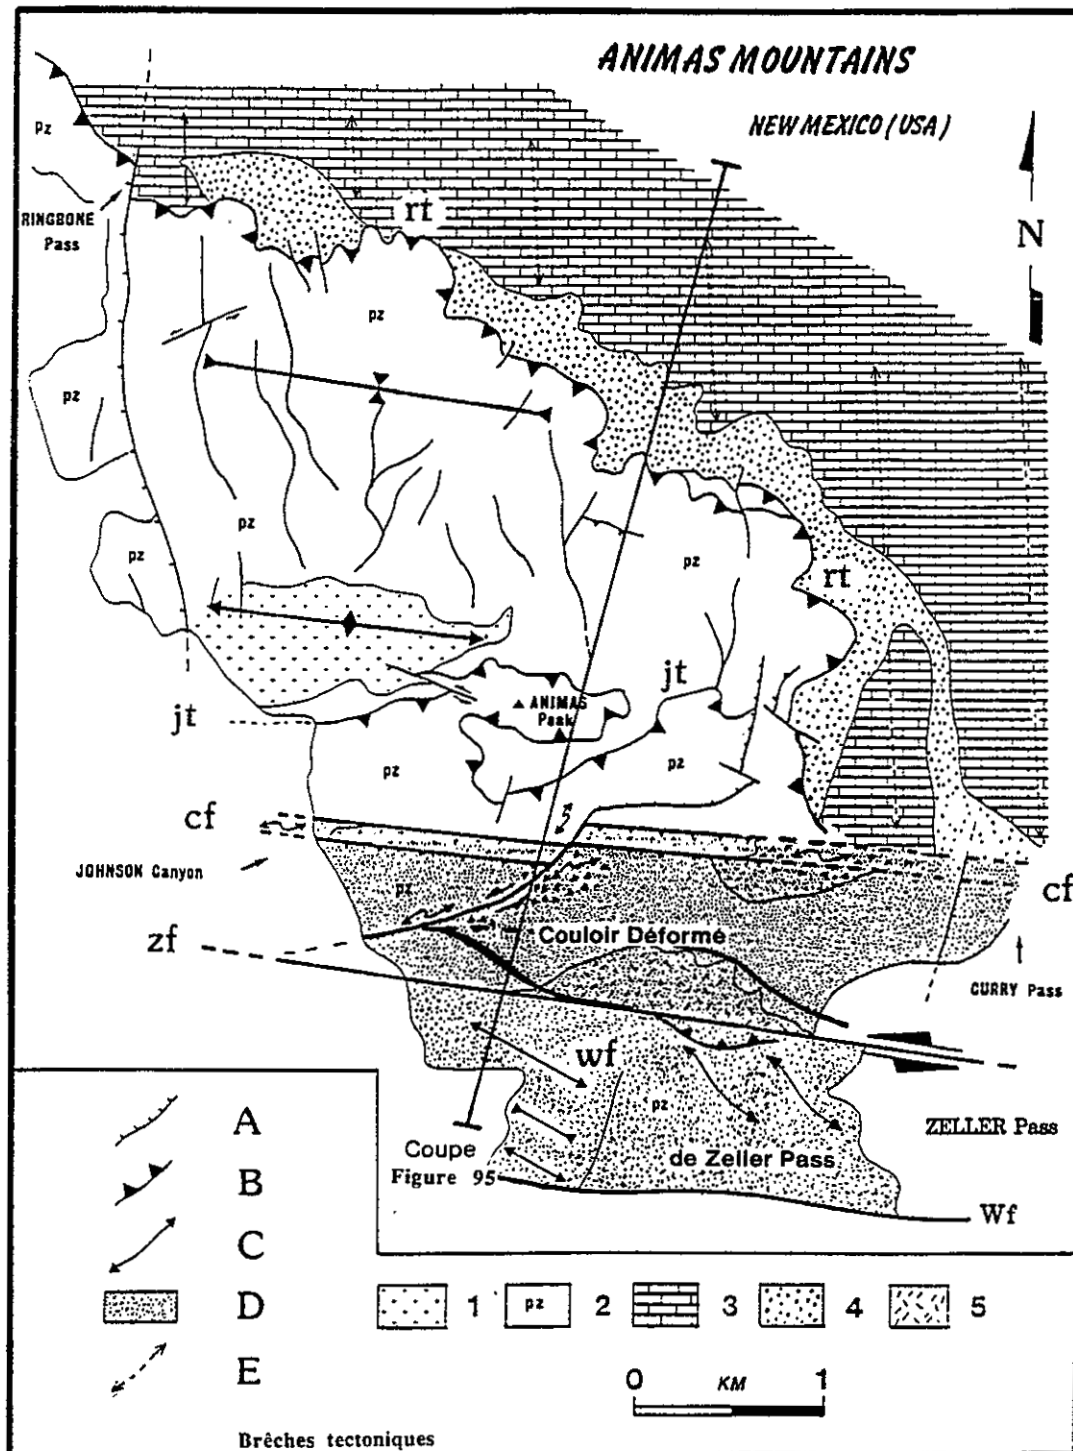 ANIMAS MOUNTAINS
NEW MEXICO (USA)
pz
RINGBONE
Pass
rt
N
pz
pz
pz
pz
pz
rt
jt
jt
ANIMAS
Peak
pz
pz
cf
JOHNSON Canyon
pz
cf
zf
Couloir Déformé
CURRY Pass
wf
pz
ZELLER Pass
Coupe
Figure 95
de Zeller Pass
Wf
A
B
C
D
E
Brêches tectoniques
1
pz
2
3
4
5
0
KM
1